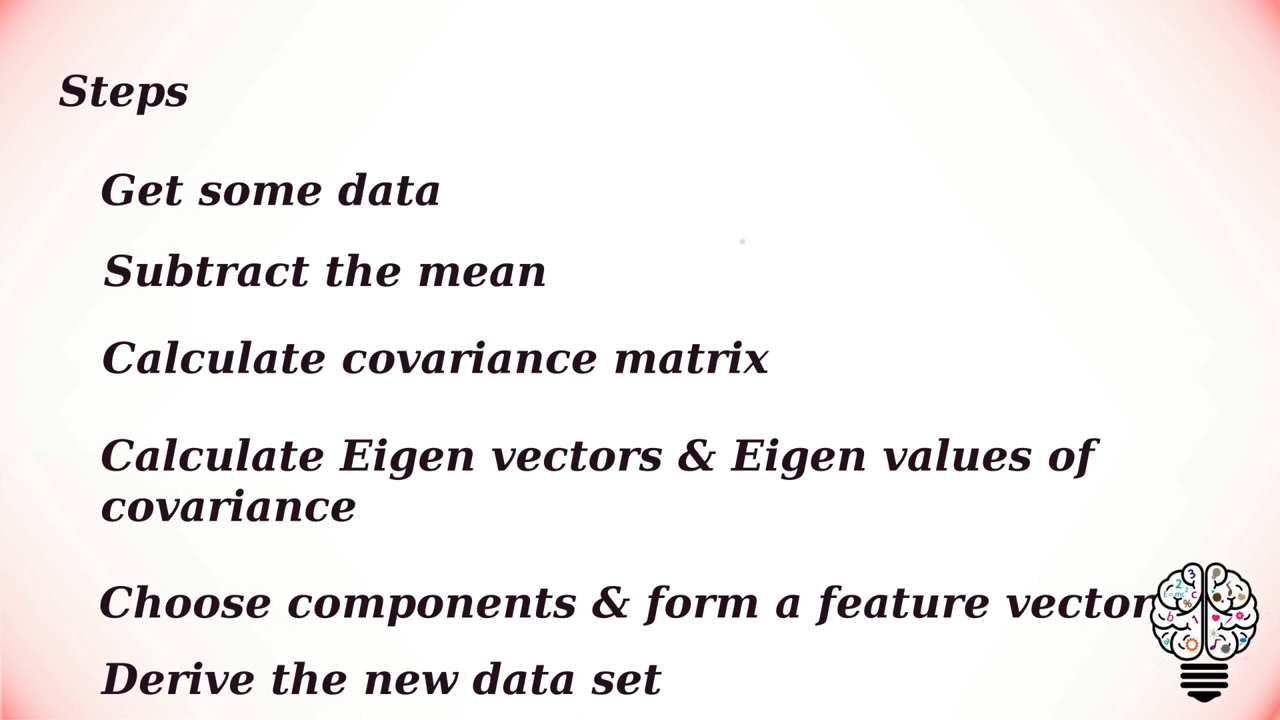 Steps
Get some data
Subtract the mean
Calculate covariance matrix
Calculate Eigen vectors & Eigen values of
covariance
Choose components & form a feature vector
Derive the new data set